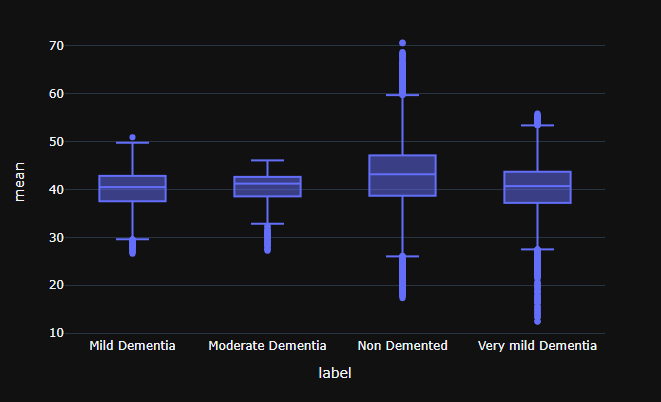 mean
70
60
50
40
30
20
10
Mild Dementia
Moderate Dementia
Non Demented
Very mild Dementia
label